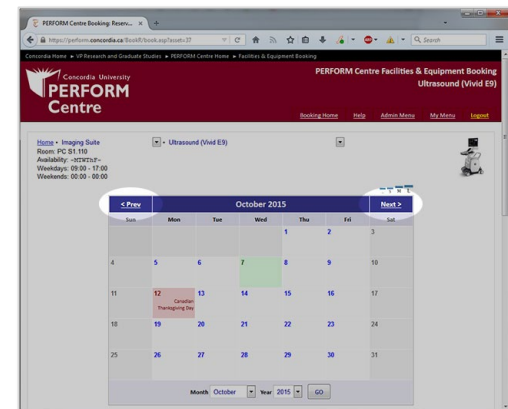 PERFORM Centre Booking: Reserv...
https://perform.concordia.ca/BookR/book.asp?asset=37
Search
Concordia Home ► VP Research and Graduate Studies ► PERFORM Centre Home ► Facilities & Equipment Booking
Concordia University
PERFORM
Centre
PERFORM Centre Facilities & Equipment Booking
Ultrasound (Vivid E9)
Booking Home Help Admin Menu My Menu Logout
Home • Imaging Suite • Ultrasound (Vivid E9)
Room: PC S1.110
Availability: -MTWThF-
Weekdays: 09:00 - 17:00
Weekends: 00:00 - 00:00
< Prev October 2015 Next >
Sun Mon Tue Wed Thu Fri Sat
1 2 3
4 5 6 7 8 9 10
11 12 13 14 15 16 17
Canadian
Thanksgiving Day
18 19 20 21 22 23 24
25 26 27 28 29 30 31
Month October Year 2015 GO